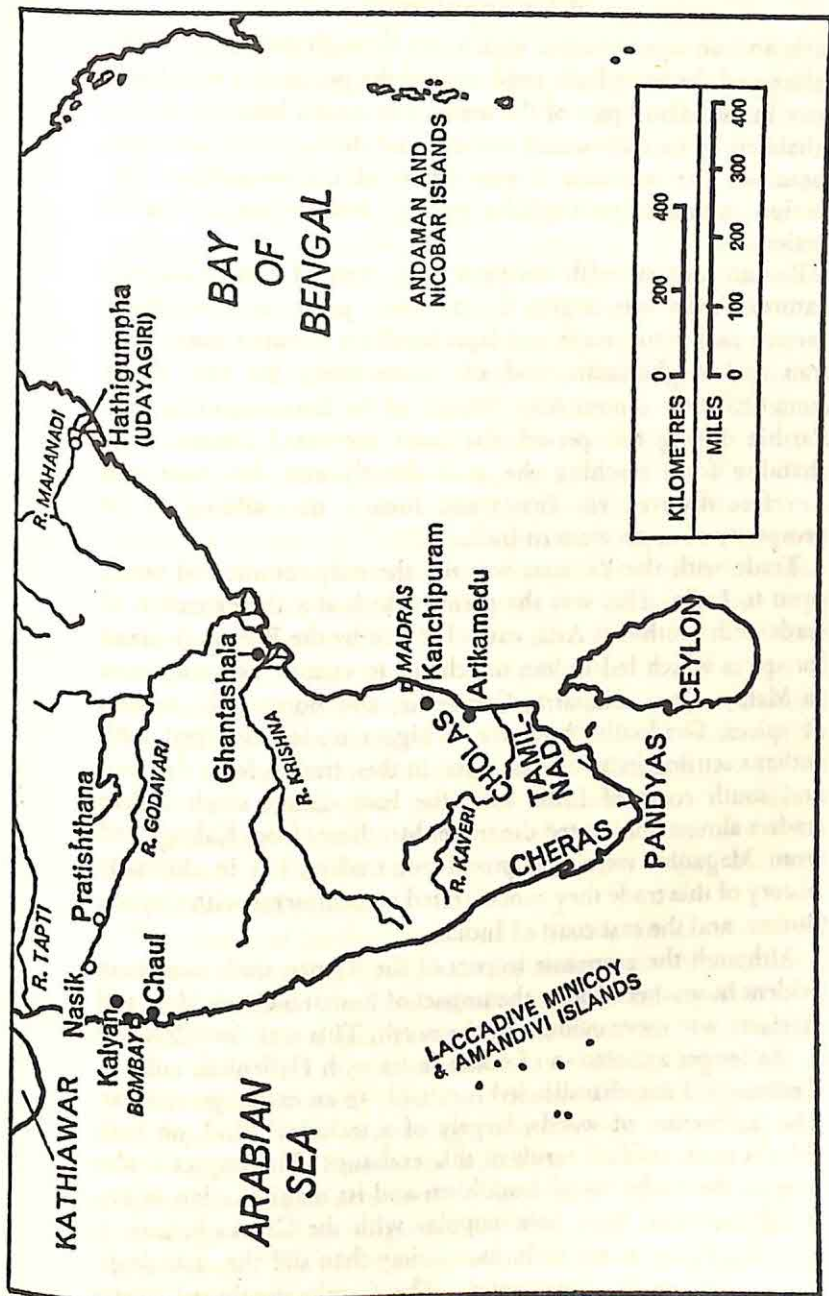 KATHIAWAR
R. TAPTI
Nasik
Pratishthana
Kalyan
BOMBAY
Chaul
R. GODAVARI
R. MAHANADI
Hathigumpha
(UDAYAGIRI)
ARABIAN
SEA
BAY
OF
BENGAL
Ghantashala
R. KRISHNA
MADRAS
Kanchipuram
Arikamedu
R. KAVERI
CHOLAS
TAMIL-
NAD
CHERAS
PANDYAS
CEYLON
LACCADIVE MINICOY
& AMANDIVI ISLANDS
ANDAMAN AND
NICOBAR ISLANDS
KILOMETRES
0 200 400
MILES
0 100 200 300 400